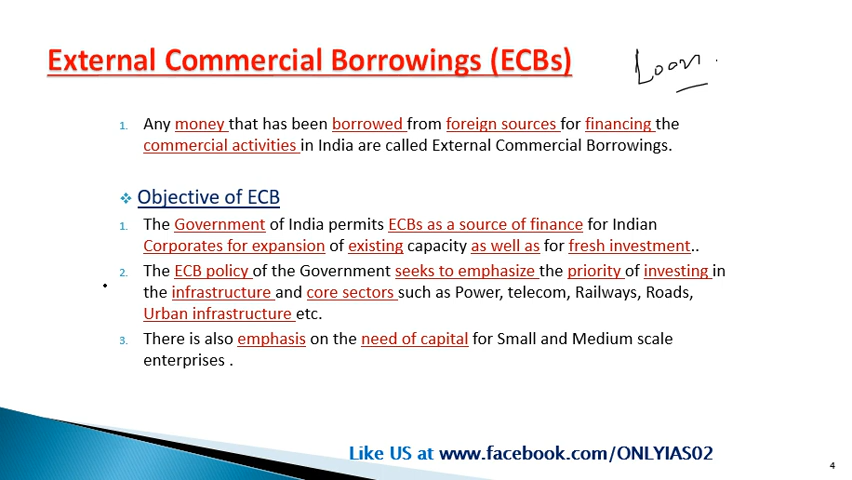 External Commercial Borrowings (ECBs)
Loan
1. Any money that has been borrowed from foreign sources for financing the
commercial activities in India are called External Commercial Borrowings.
❖ Objective of ECB
1. The Government of India permits ECBs as a source of finance for Indian
Corporates for expansion of existing capacity as well as for fresh investment..
2. The ECB policy of the Government seeks to emphasize the priority of investing in
the infrastructure and core sectors such as Power, telecom, Railways, Roads,
Urban infrastructure etc.
3. There is also emphasis on the need of capital for Small and Medium scale
enterprises .
Like US at www.facebook.com/ONLYIAS02
4